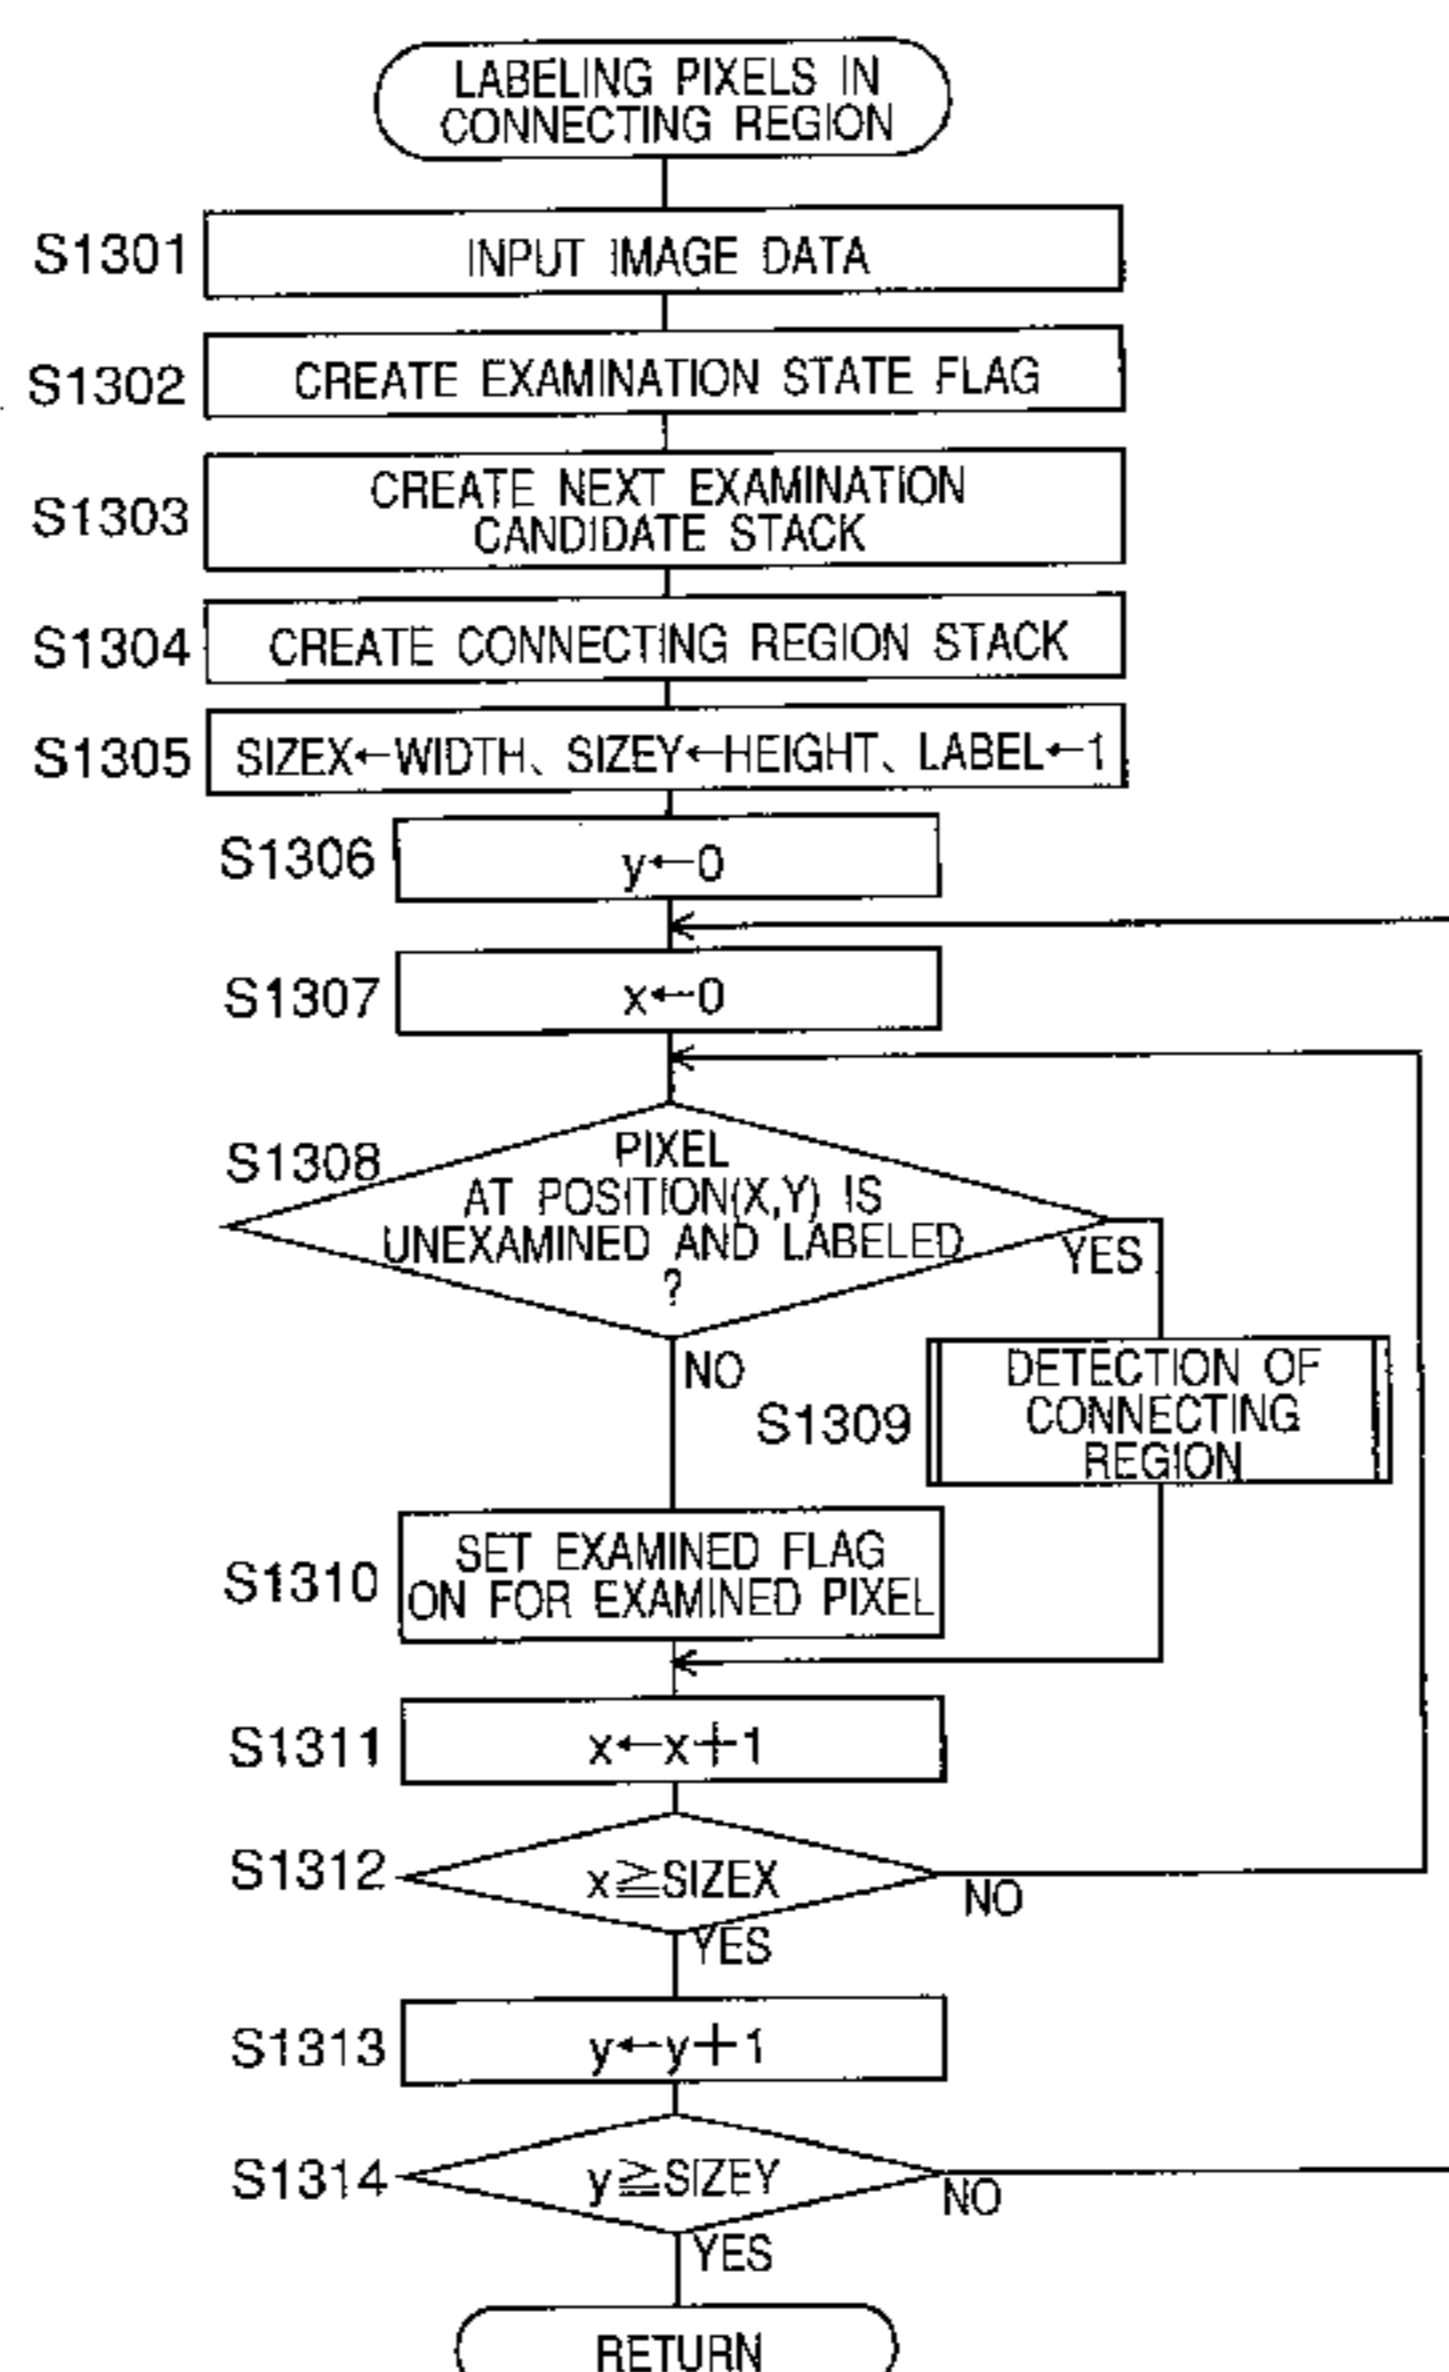 LABELING PIXELS IN
CONNECTING REGION
S1301
INPUT IMAGE DATA
S1302
CREATE EXAMINATION STATE FLAG
S1303
CREATE NEXT EXAMINATION
CANDIDATE STACK
S1304
CREATE CONNECTING REGION STACK
S1305
SIZEX←WIDTH、SIZEY←HEIGHT、LABEL←1
S1306
y←0
S1307
x←0
S1308
PIXEL
AT POSITION(X,Y) IS
UNEXAMINED AND LABELED
?
YES
NO
S1309
DETECTION OF
CONNECTING
REGION
S1310
SET EXAMINED FLAG
ON FOR EXAMINED PIXEL
S1311
x←x+1
S1312
x≧SIZEX
NO
YES
S1313
y←y+1
S1314
y≧SIZEY
NO
YES
RETURN